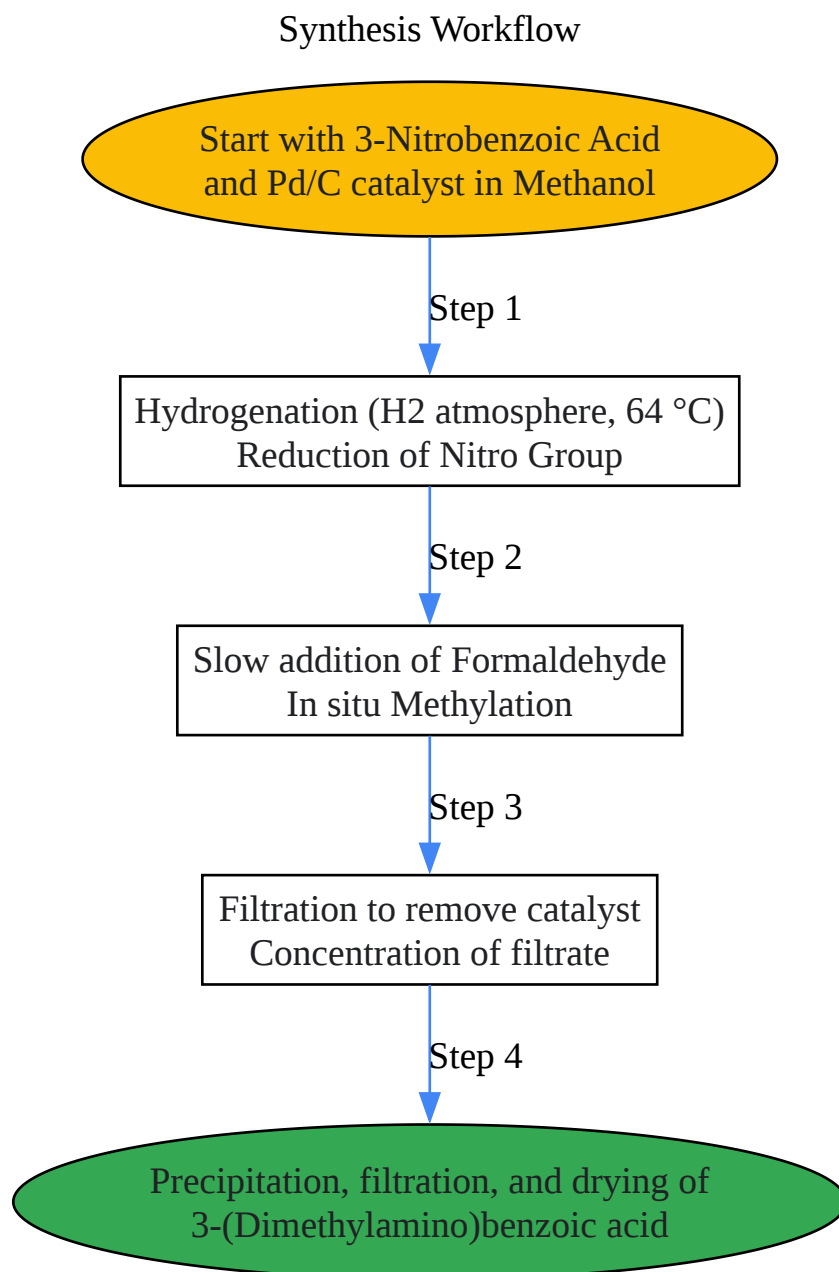 Synthesis Workflow
Start with 3-Nitrobenzoic Acid
and Pd/C catalyst in Methanol
Step 1
Hydrogenation (H2 atmosphere, 64 °C)
Reduction of Nitro Group
Step 2
Slow addition of Formaldehyde
In situ Methylation
Step 3
Filtration to remove catalyst
Concentration of filtrate
Step 4
Precipitation, filtration, and drying of
3-(Dimethylamino)benzoic acid